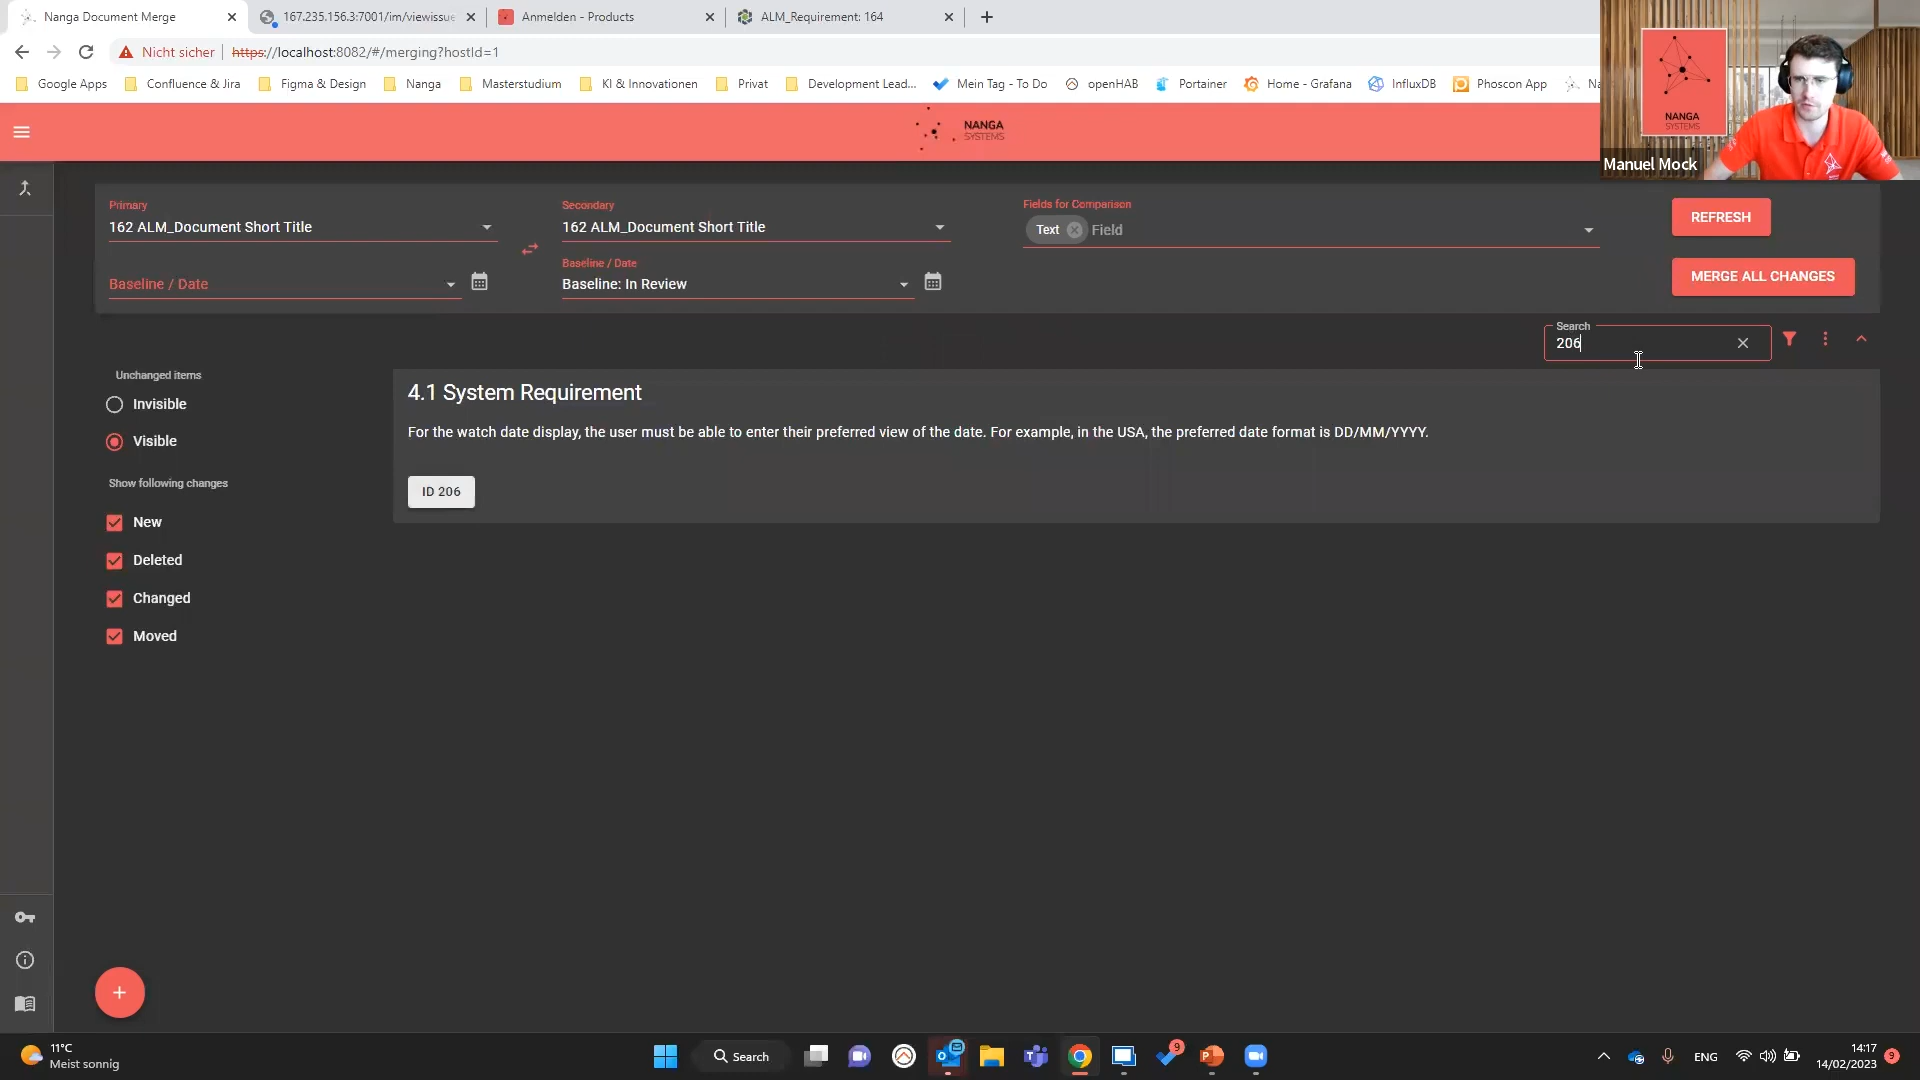 Nanga Document Merge
167.235.156.3:7001/im/viewissue
Anmelden - Products
ALM_Requirement: 164
Nicht sicher
https://localhost:8082/#/merging?hostId=1
Google Apps
Confluence & Jira
Figma & Design
Nanga
Masterstudium
KI & Innovationen
Privat
Development Lead...
Mein Tag - To Do
openHAB
Portainer
Home - Grafana
InfluxDB
Phoscon App
Na
NANGA
SYSTEMS
NANGA
SYSTEMS
Manuel Mock
Primary
162 ALM_Document Short Title
Secondary
162 ALM_Document Short Title
Fields for Comparison
Text
Field
REFRESH
Baseline / Date
Baseline / Date
Baseline: In Review
MERGE ALL CHANGES
Search
206
Unchanged items
Invisible
Visible
Show following changes
New
Deleted
Changed
Moved
4.1 System Requirement
For the watch date display, the user must be able to enter their preferred view of the date. For example, in the USA, the preferred date format is DD/MM/YYYY.
ID 206
+
11°C
Meist sonnig
Search
9
ENG
14:17
14/02/2023
9